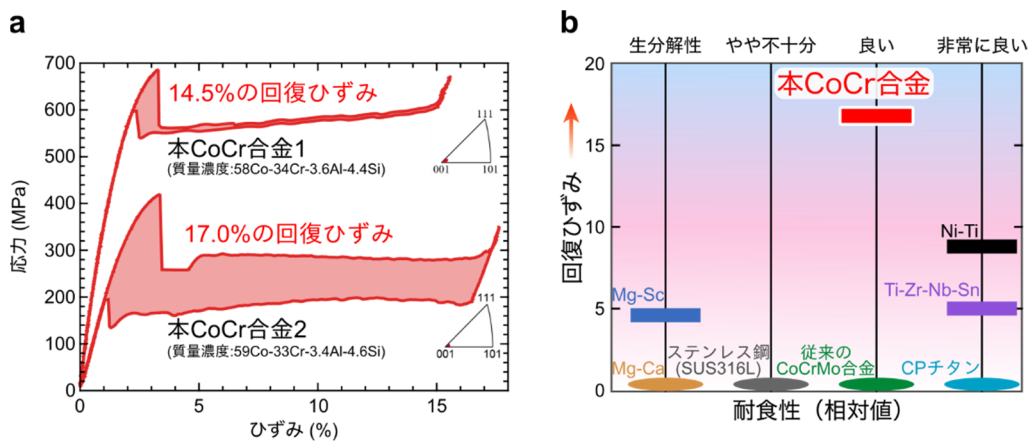 a
700
600
500
400
300
200
100
0
0
5
10
15
応力 (MPa)
ひずみ (%)
14.5%の回復ひずみ
本CoCr合金1
(質量濃度:58Co-34Cr-3.6Al-4.4Si)
111
001
101
17.0%の回復ひずみ
本CoCr合金2
(質量濃度:59Co-33Cr-3.4Al-4.6Si)
111
001
101
b
生分解性
やや不十分
良い
非常に良い
20
15
10
5
0
回復ひずみ
本CoCr合金
Ni-Ti
Mg-Sc
Ti-Zr-Nb-Sn
Mg-Ca
ステンレス鋼
(SUS316L)
従来の
CoCrMo合金
CPチタン
耐食性（相対値）